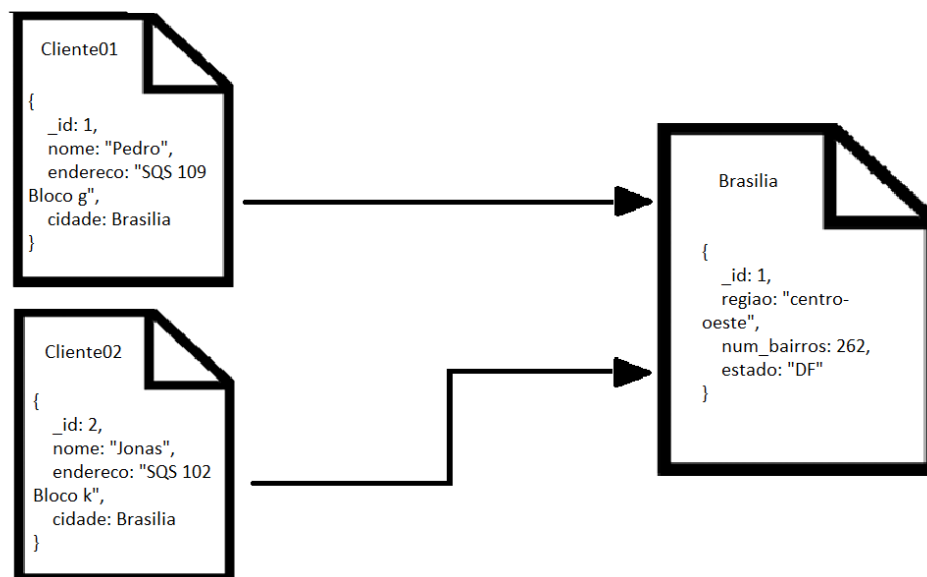 Cliente01
{
_id: 1,
nome: "Pedro",
endereco: "SQS 109
Bloco g",
cidade: Brasilia
}
Cliente02
{
_id: 2,
nome: "Jonas",
endereco: "SQS 102
Bloco k",
cidade: Brasilia
}
Brasilia
{
_id: 1,
regiao: "centro-
oeste",
num_bairros: 262,
estado: "DF"
}